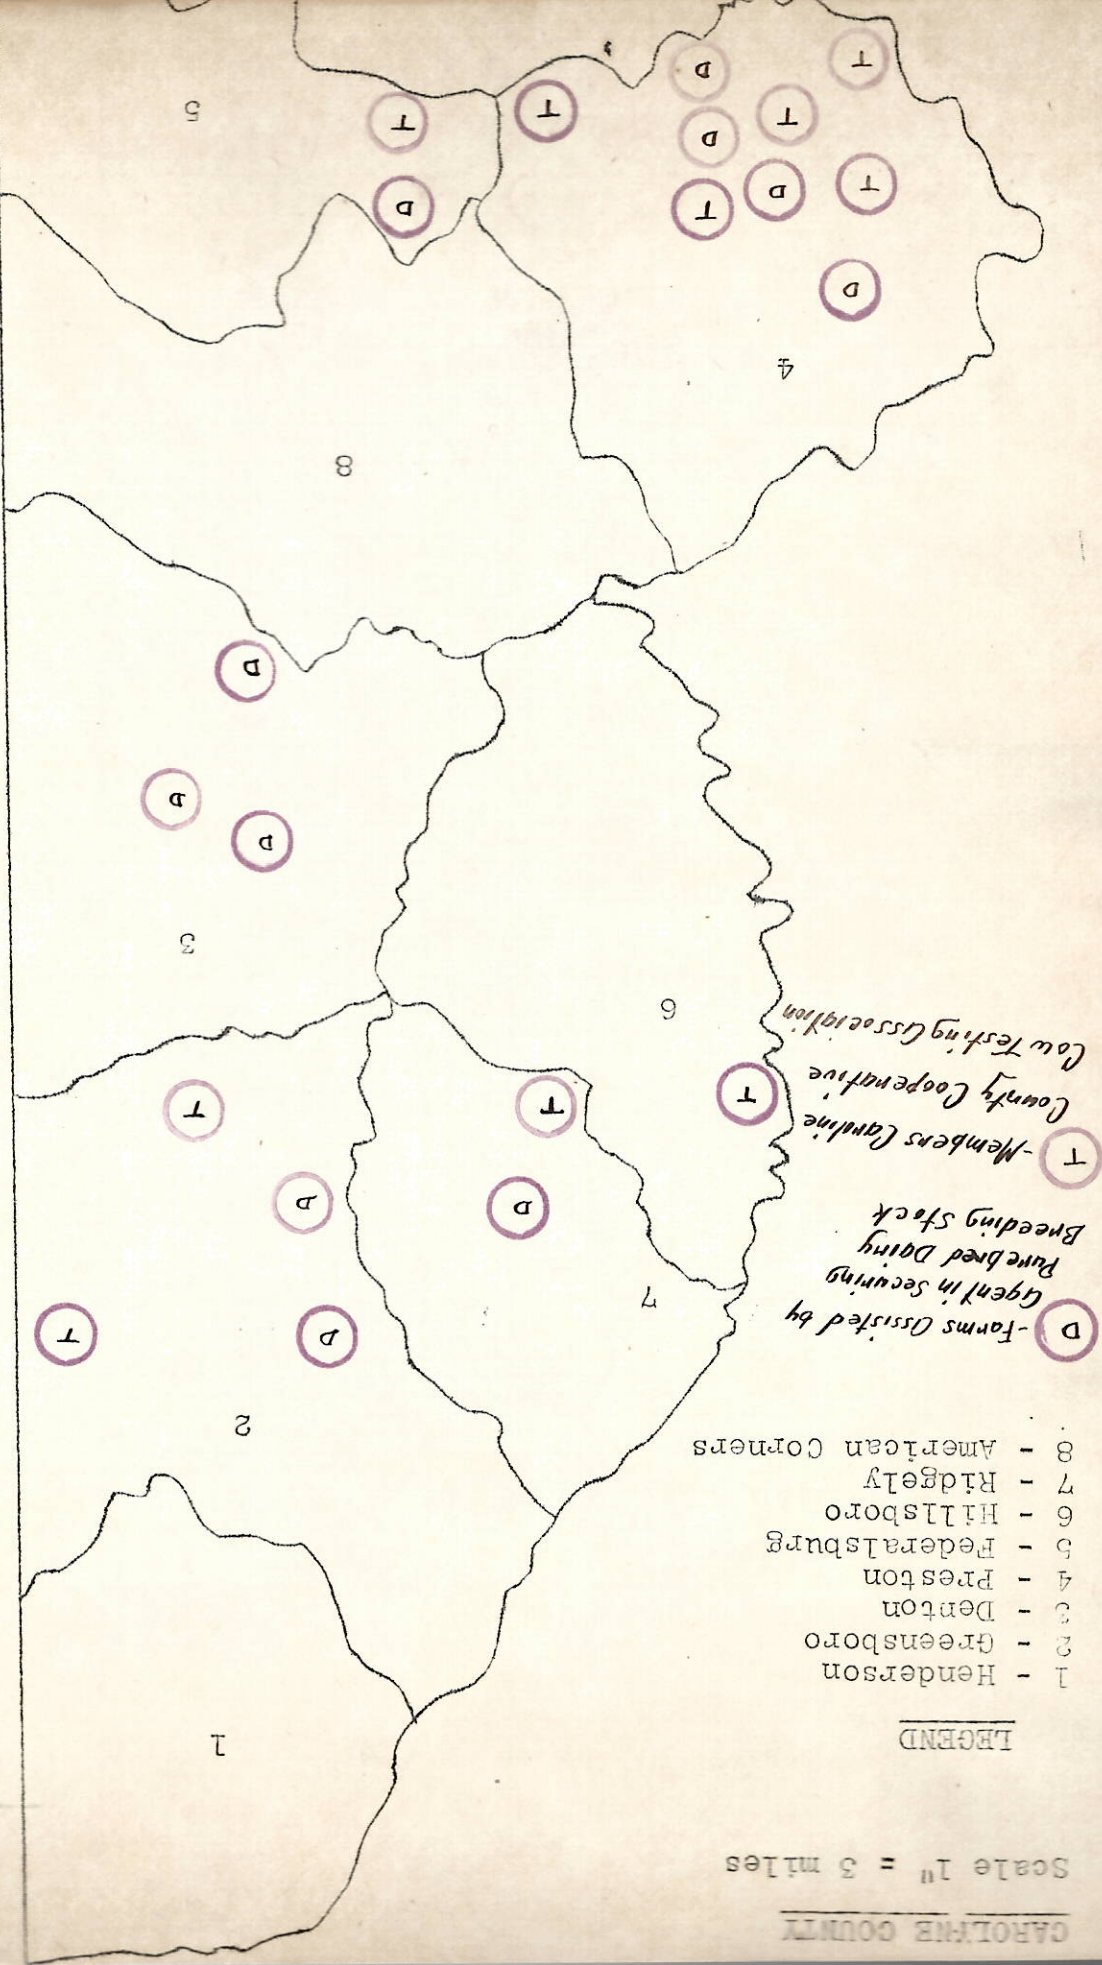 CAROLYNE COUNTY
Scale 1" = 3 miles
LEGEND
1 - Henderson
2 - Greensboro
3 - Denton
4 - Preston
5 - Federalsburg
6 - Hillsboro
7 - Ridgely
8 - American Corners
D -Farms Assisted by
Agent in Securing
Purebred Dairy
Breeding Stock
T -Members Caroline
County Cooperative
Cow Testing Association
1
2
T
D
7
D
D
T
T
T
6
3
D
D
D
8
4
D
D
T
D
T
T
D
T
T
5
T
D